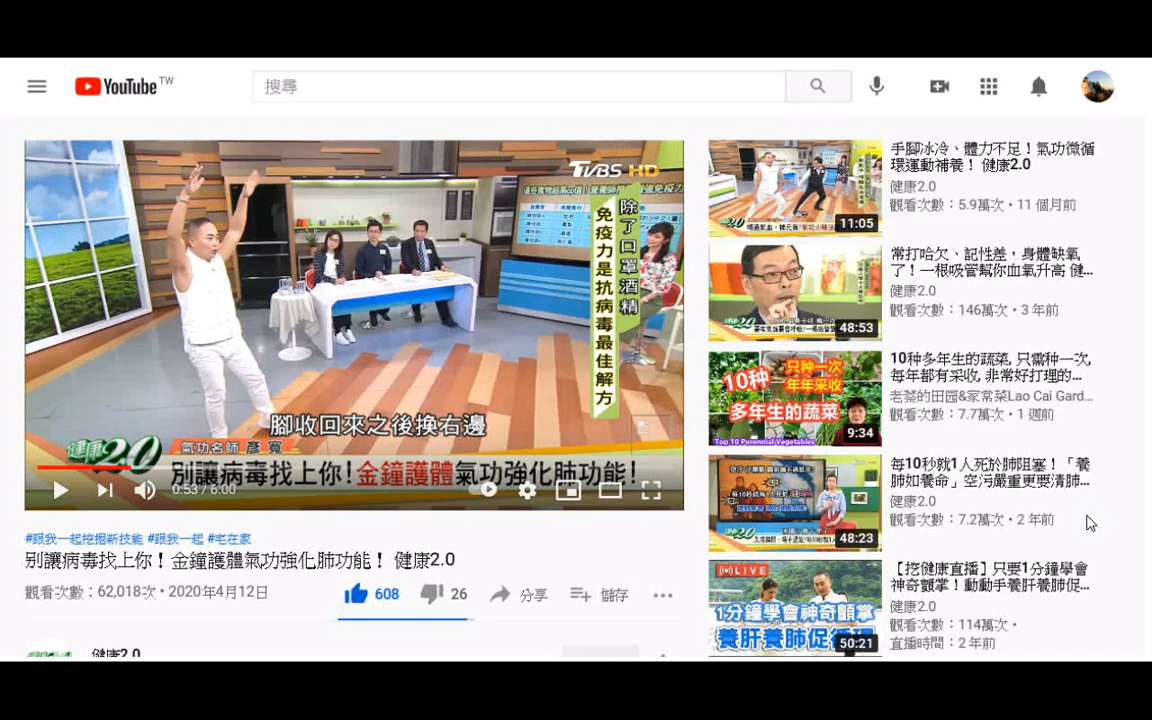 YouTube TW
搜尋
TVBS HD
除了口罩酒精
免疫力是抗病毒最佳解方
腳收回來之後換右邊
健康2.0
氣功名師 彥寬
別讓病毒找上你!金鐘護體氣功強化肺功能!
0:53 / 6:00
#跟我一起挖掘新技能 #跟我一起 #宅在家
別讓病毒找上你！金鐘護體氣功強化肺功能！ 健康2.0
觀看次數：62,018次 • 2020年4月12日
608
26
分享
儲存
健康2.0
11:05
手腳冰冷、體力不足！氣功微循
環運動補養！ 健康2.0
健康2.0
觀看次數：5.9萬次 • 11 個月前
48:53
常打哈欠、記性差，身體缺氧
了！一根吸管幫你血氧升高 健...
健康2.0
觀看次數：146萬次 • 3 年前
10种
只种一次
年年采收
多年生的蔬菜
Top 10 Perennial Vegetables
9:34
10种多年生的蔬菜, 只需种一次,
每年都有采收, 非常好打理的...
老菜的田园&家常菜Lao Cai Gard...
觀看次數：7.7萬次 • 1 週前
48:23
每10秒就1人死於肺阻塞！「養
肺如養命」空污嚴重更要清肺...
健康2.0
觀看次數：7.2萬次 • 2 年前
LIVE
1分鐘學會神奇顫掌
養肝養肺促循環
50:21
【挖健康直播】只要1分鐘學會
神奇顫掌！動動手養肝養肺促...
健康2.0
觀看次數：114萬次 •
直播時間：2 年前